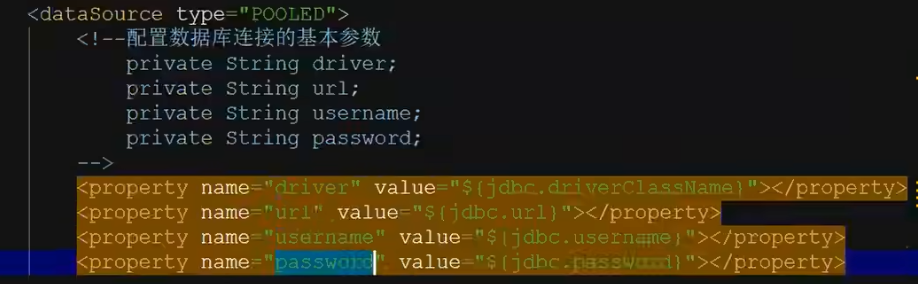 <dataSource type="POOLED">
<!--配置数据库连接的基本参数
private String driver;
private String url;
private String username;
private String password;
-->
<property name="driver" value="${jdbc.driverClassName}"></property>
<property name="url" value="${jdbc.url}"></property>
<property name="username" value="${jdbc.username}"></property>
<property name="password" value="${jdbc.password}"></property>